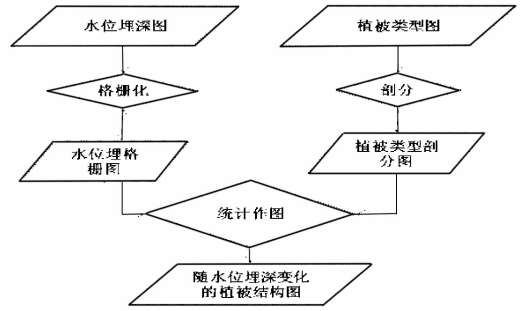 水位埋深图
植被类型图
格栅化
剖分
水位埋格
栅图
植被类型剖
分图
统计作图
随水位埋深变化
的植被结构图